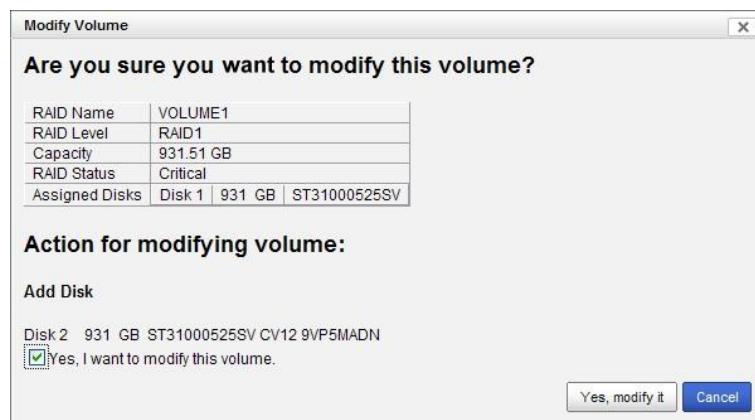 Modify Volume
Are you sure you want to modify this volume?
RAID Name VOLUME1
RAID Level RAID1
Capacity 931.51 GB
RAID Status Critical
Assigned Disks Disk 1 931 GB ST31000525SV
Action for modifying volume:
Add Disk
Disk 2 931 GB ST31000525SV CV12 9VP5MADN
Yes, I want to modify this volume.
Yes, modify it Cancel